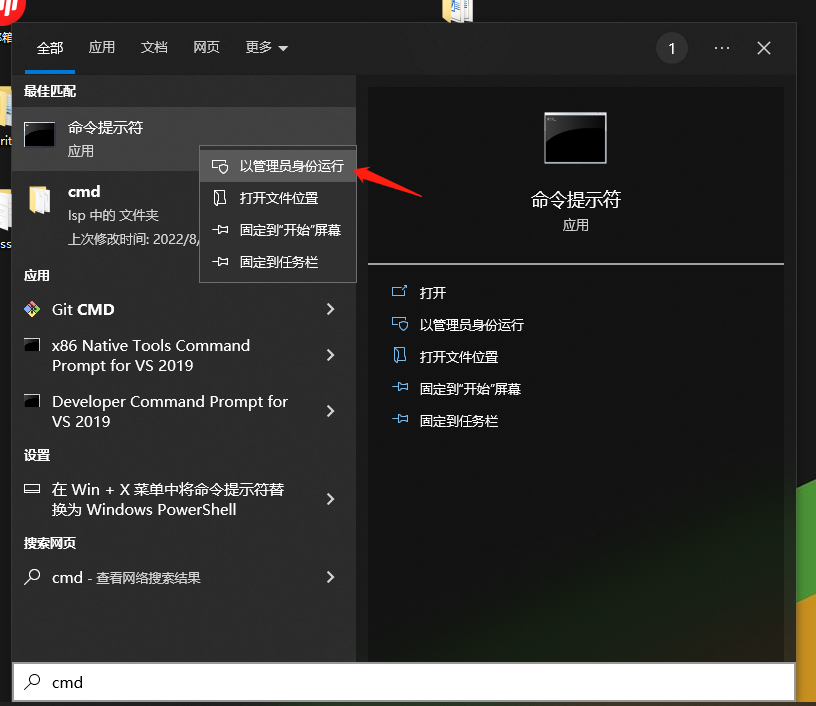 全部
应用
文档
网页
更多
1
最佳匹配
命令提示符
应用
以管理员身份运行
打开文件位置
固定到"开始"屏幕
固定到任务栏
cmd
lsp 中的 文件夹
上次修改时间: 2022/8/
应用
Git CMD
x86 Native Tools Command
Prompt for VS 2019
Developer Command Prompt for
VS 2019
设置
在 Win + X 菜单中将命令提示符替
换为 Windows PowerShell
搜索网页
cmd - 查看网络搜索结果
命令提示符
应用
打开
以管理员身份运行
打开文件位置
固定到"开始"屏幕
固定到任务栏
cmd